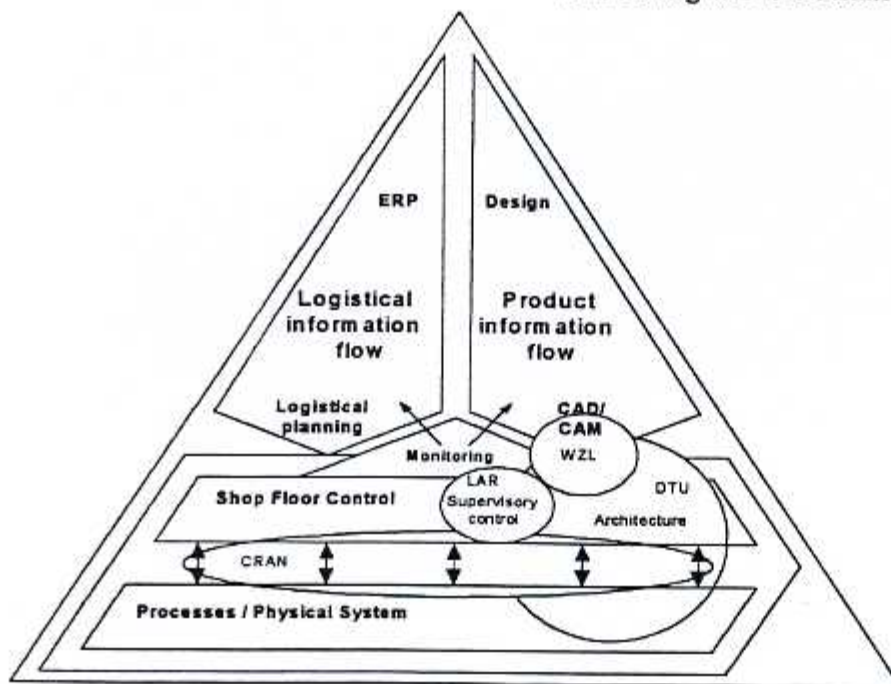 ERP
Design
Logistical
information
flow
Product
information
flow
Logistical
planning
CAD/
CAM
WZL
Monitoring
LAR
Supervisory
control
Shop Floor Control
DTU
Architecture
CRAN
Processes / Physical System